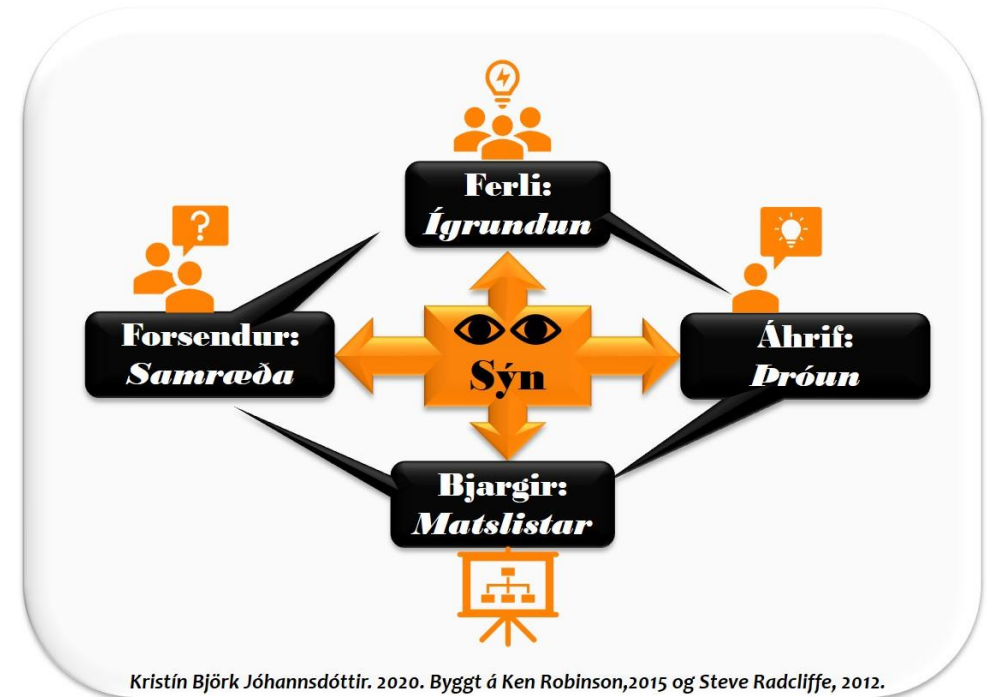 Ferli:
Ígrundun
?
Forsendur:
Samræða
Sýn
Áhrif:
Þróun
Bjargir:
Matslistar
Kristín Björk Jóhannsdóttir. 2020. Byggt á Ken Robinson,2015 og Steve Radcliffe, 2012.